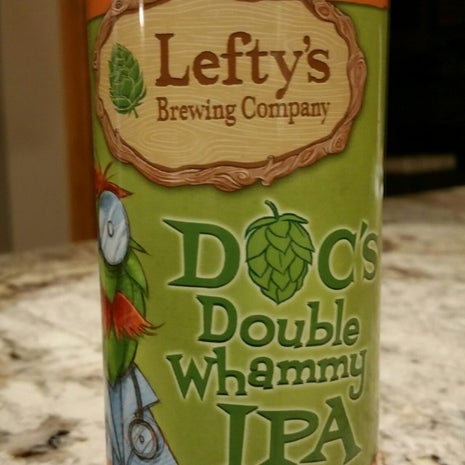 Lefty's
Brewing Company
DOC's
Double
Whammy
IPA